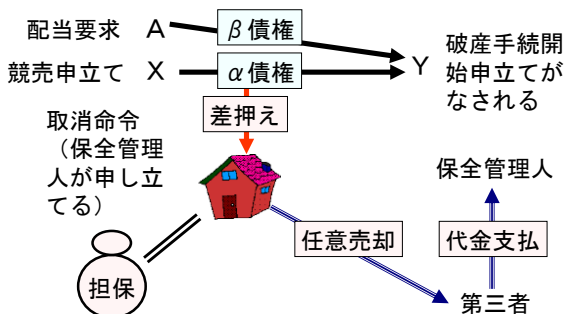 配当要求 A β債権
競売申立て X α債権 Y
破産手続開
始申立てが
なされる
差押え
取消命令
(保全管理
人が申し立
てる)
保全管理人
任意売却
代金支払
担保
第三者